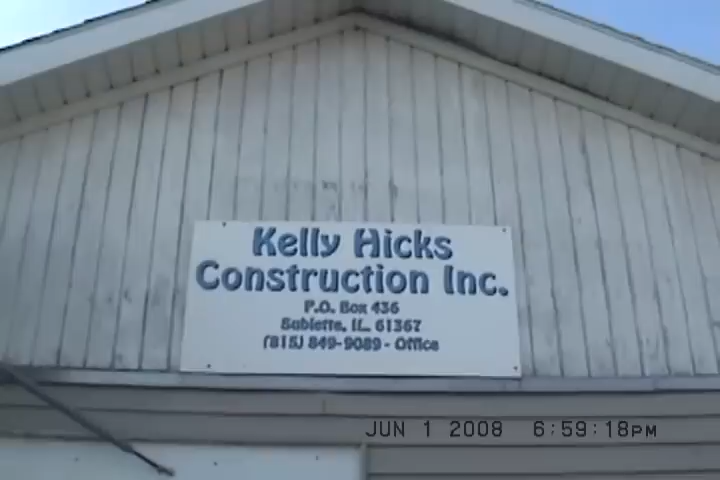 Kelly Hicks
Construction Inc.
P.O. Box 436
Sublette, IL. 61367
(815) 849-9089 - Office
JUN 1 2008 6:59:18PM